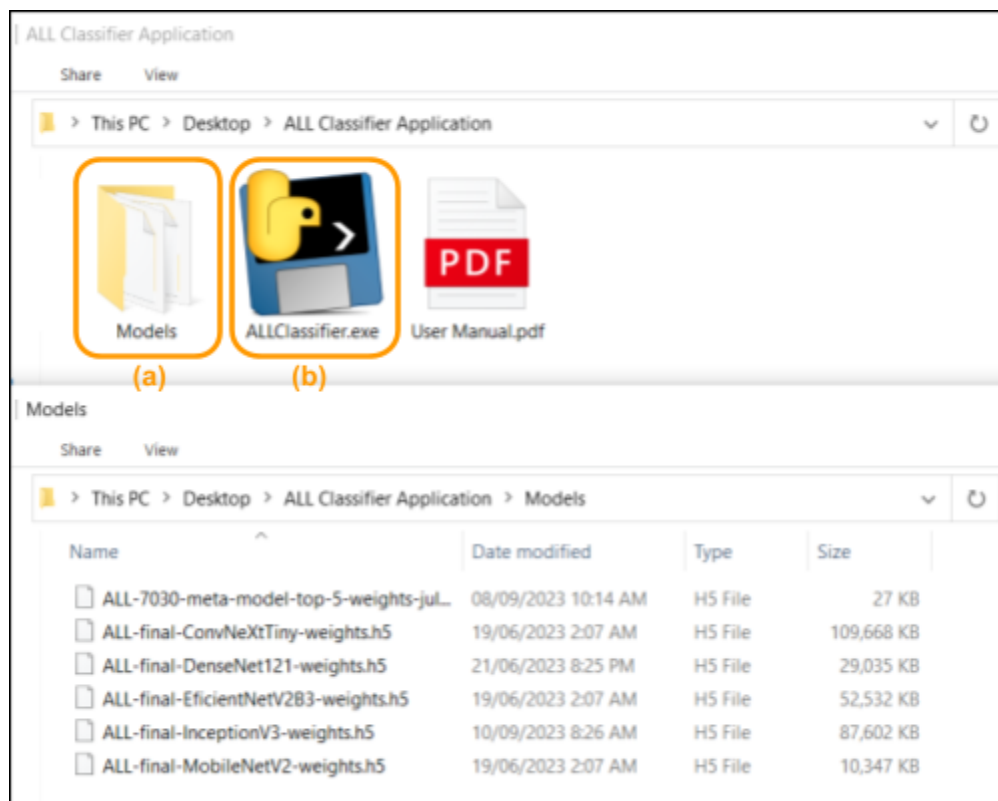 ALL Classifier Application
Share View
> This PC > Desktop > ALL Classifier Application
PDF
Models ALLClassifier.exe User Manual.pdf
(a) (b)
Models
Share View
> This PC > Desktop > ALL Classifier Application > Models
Name Date modified Type Size
ALL-7030-meta-model-top-5-weights-jul... 08/09/2023 10:14 AM H5 File 27 KB
ALL-final-ConvNeXtTiny-weights.h5 19/06/2023 2:07 AM H5 File 109,668 KB
ALL-final-DenseNet121-weights.h5 21/06/2023 8:25 PM H5 File 29,035 KB
ALL-final-EficientNetV2B3-weights.h5 19/06/2023 2:07 AM H5 File 52,532 KB
ALL-final-InceptionV3-weights.h5 10/09/2023 8:26 AM H5 File 87,602 KB
ALL-final-MobileNetV2-weights.h5 19/06/2023 2:07 AM H5 File 10,347 KB